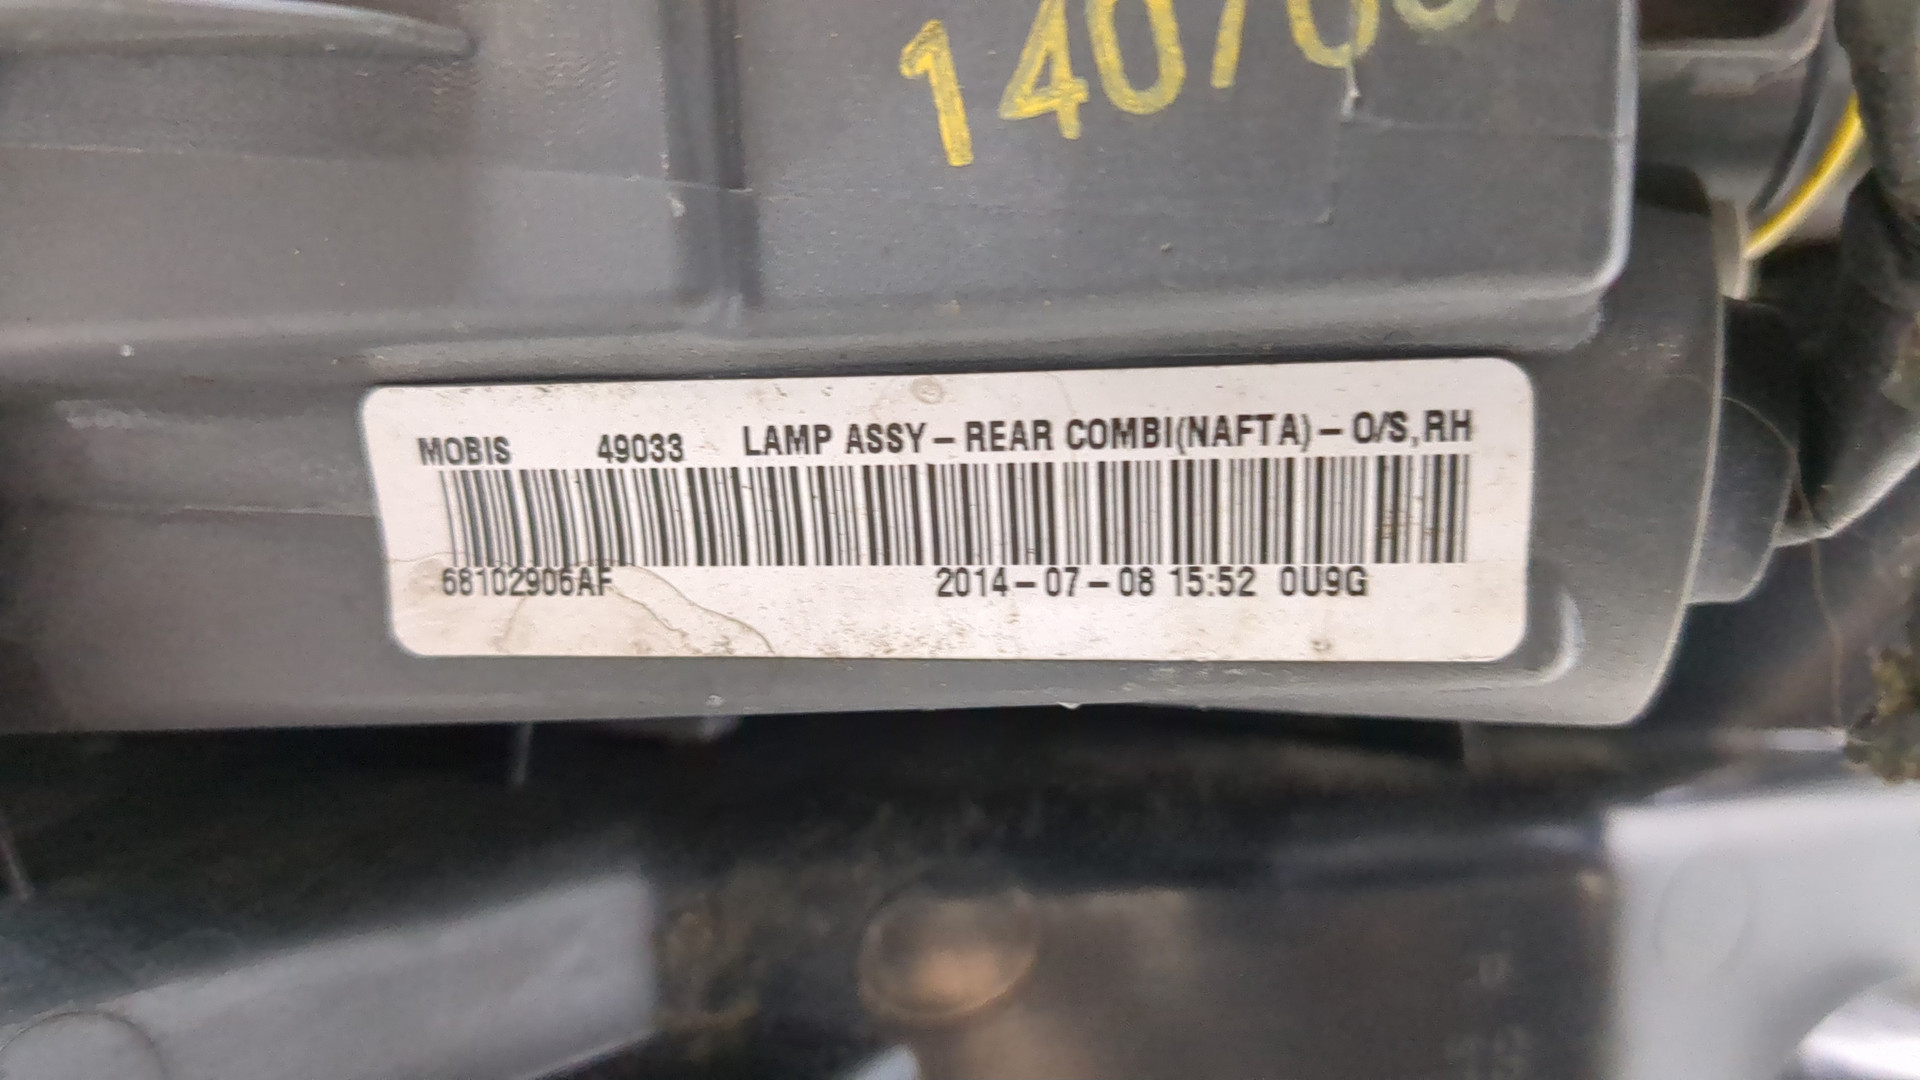 MOBIS 49033 LAMP ASSY-REAR COMBI(NAFTA)-O/S,RH
68102906AF 2014-07-08 15:52 0U9G